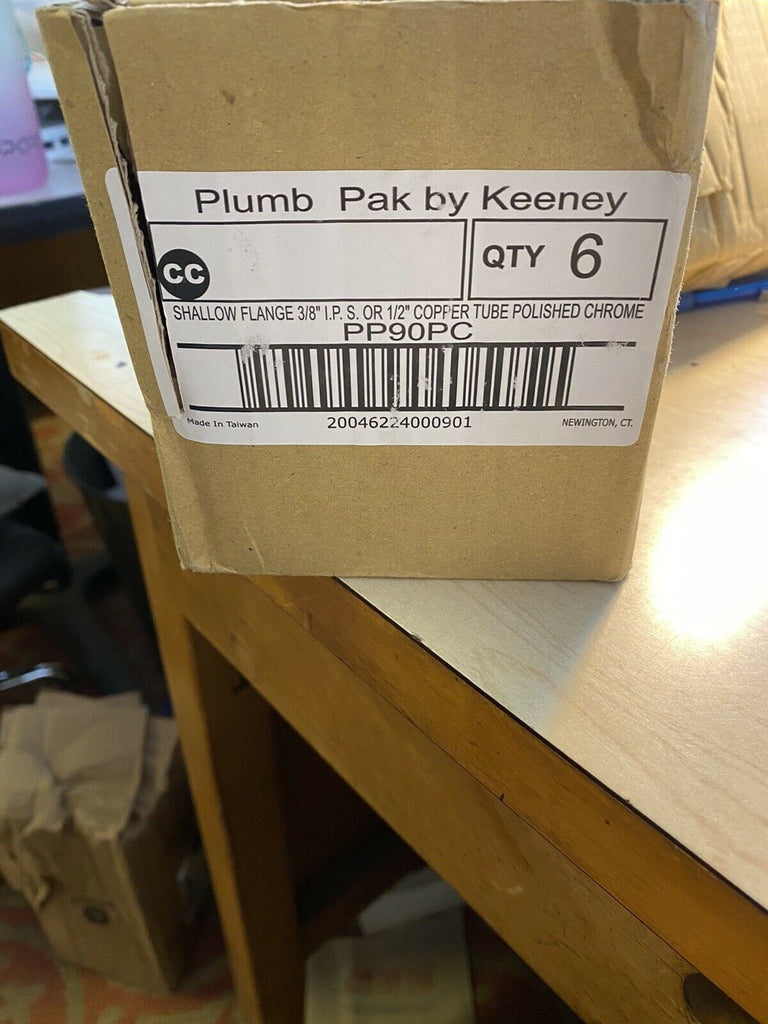 Plumb Pak by Keeney
CC
QTY 6
SHALLOW FLANGE 3/8" I.P. S. OR 1/2" COPPER TUBE POLISHED CHROME
PP90PC
Made In Taiwan
20046224000901
NEWINGTON, CT.